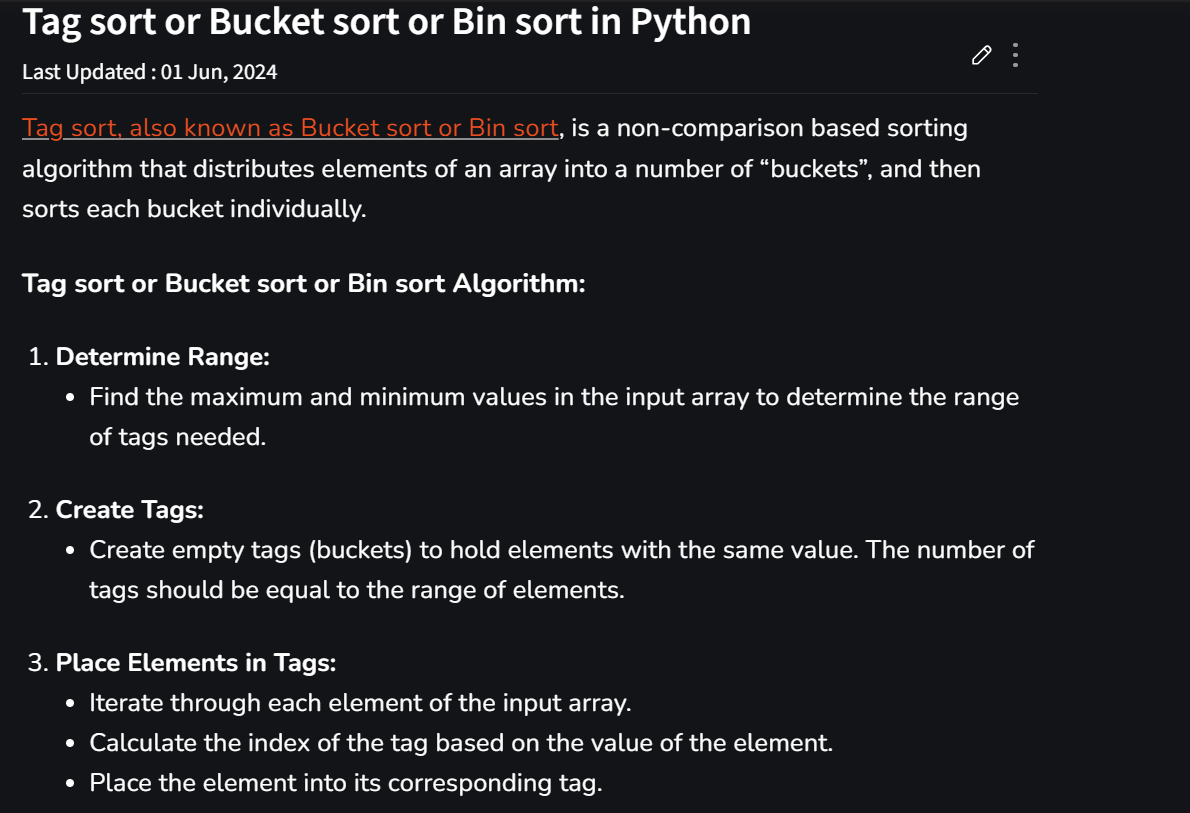 Tag sort or Bucket sort or Bin sort in Python
Last Updated : 01 Jun, 2024
Tag sort, also known as Bucket sort or Bin sort, is a non-comparison based sorting
algorithm that distributes elements of an array into a number of “buckets”, and then
sorts each bucket individually.
Tag sort or Bucket sort or Bin sort Algorithm:
1. Determine Range:
• Find the maximum and minimum values in the input array to determine the range
of tags needed.
2. Create Tags:
• Create empty tags (buckets) to hold elements with the same value. The number of
tags should be equal to the range of elements.
3. Place Elements in Tags:
• Iterate through each element of the input array.
• Calculate the index of the tag based on the value of the element.
• Place the element into its corresponding tag.